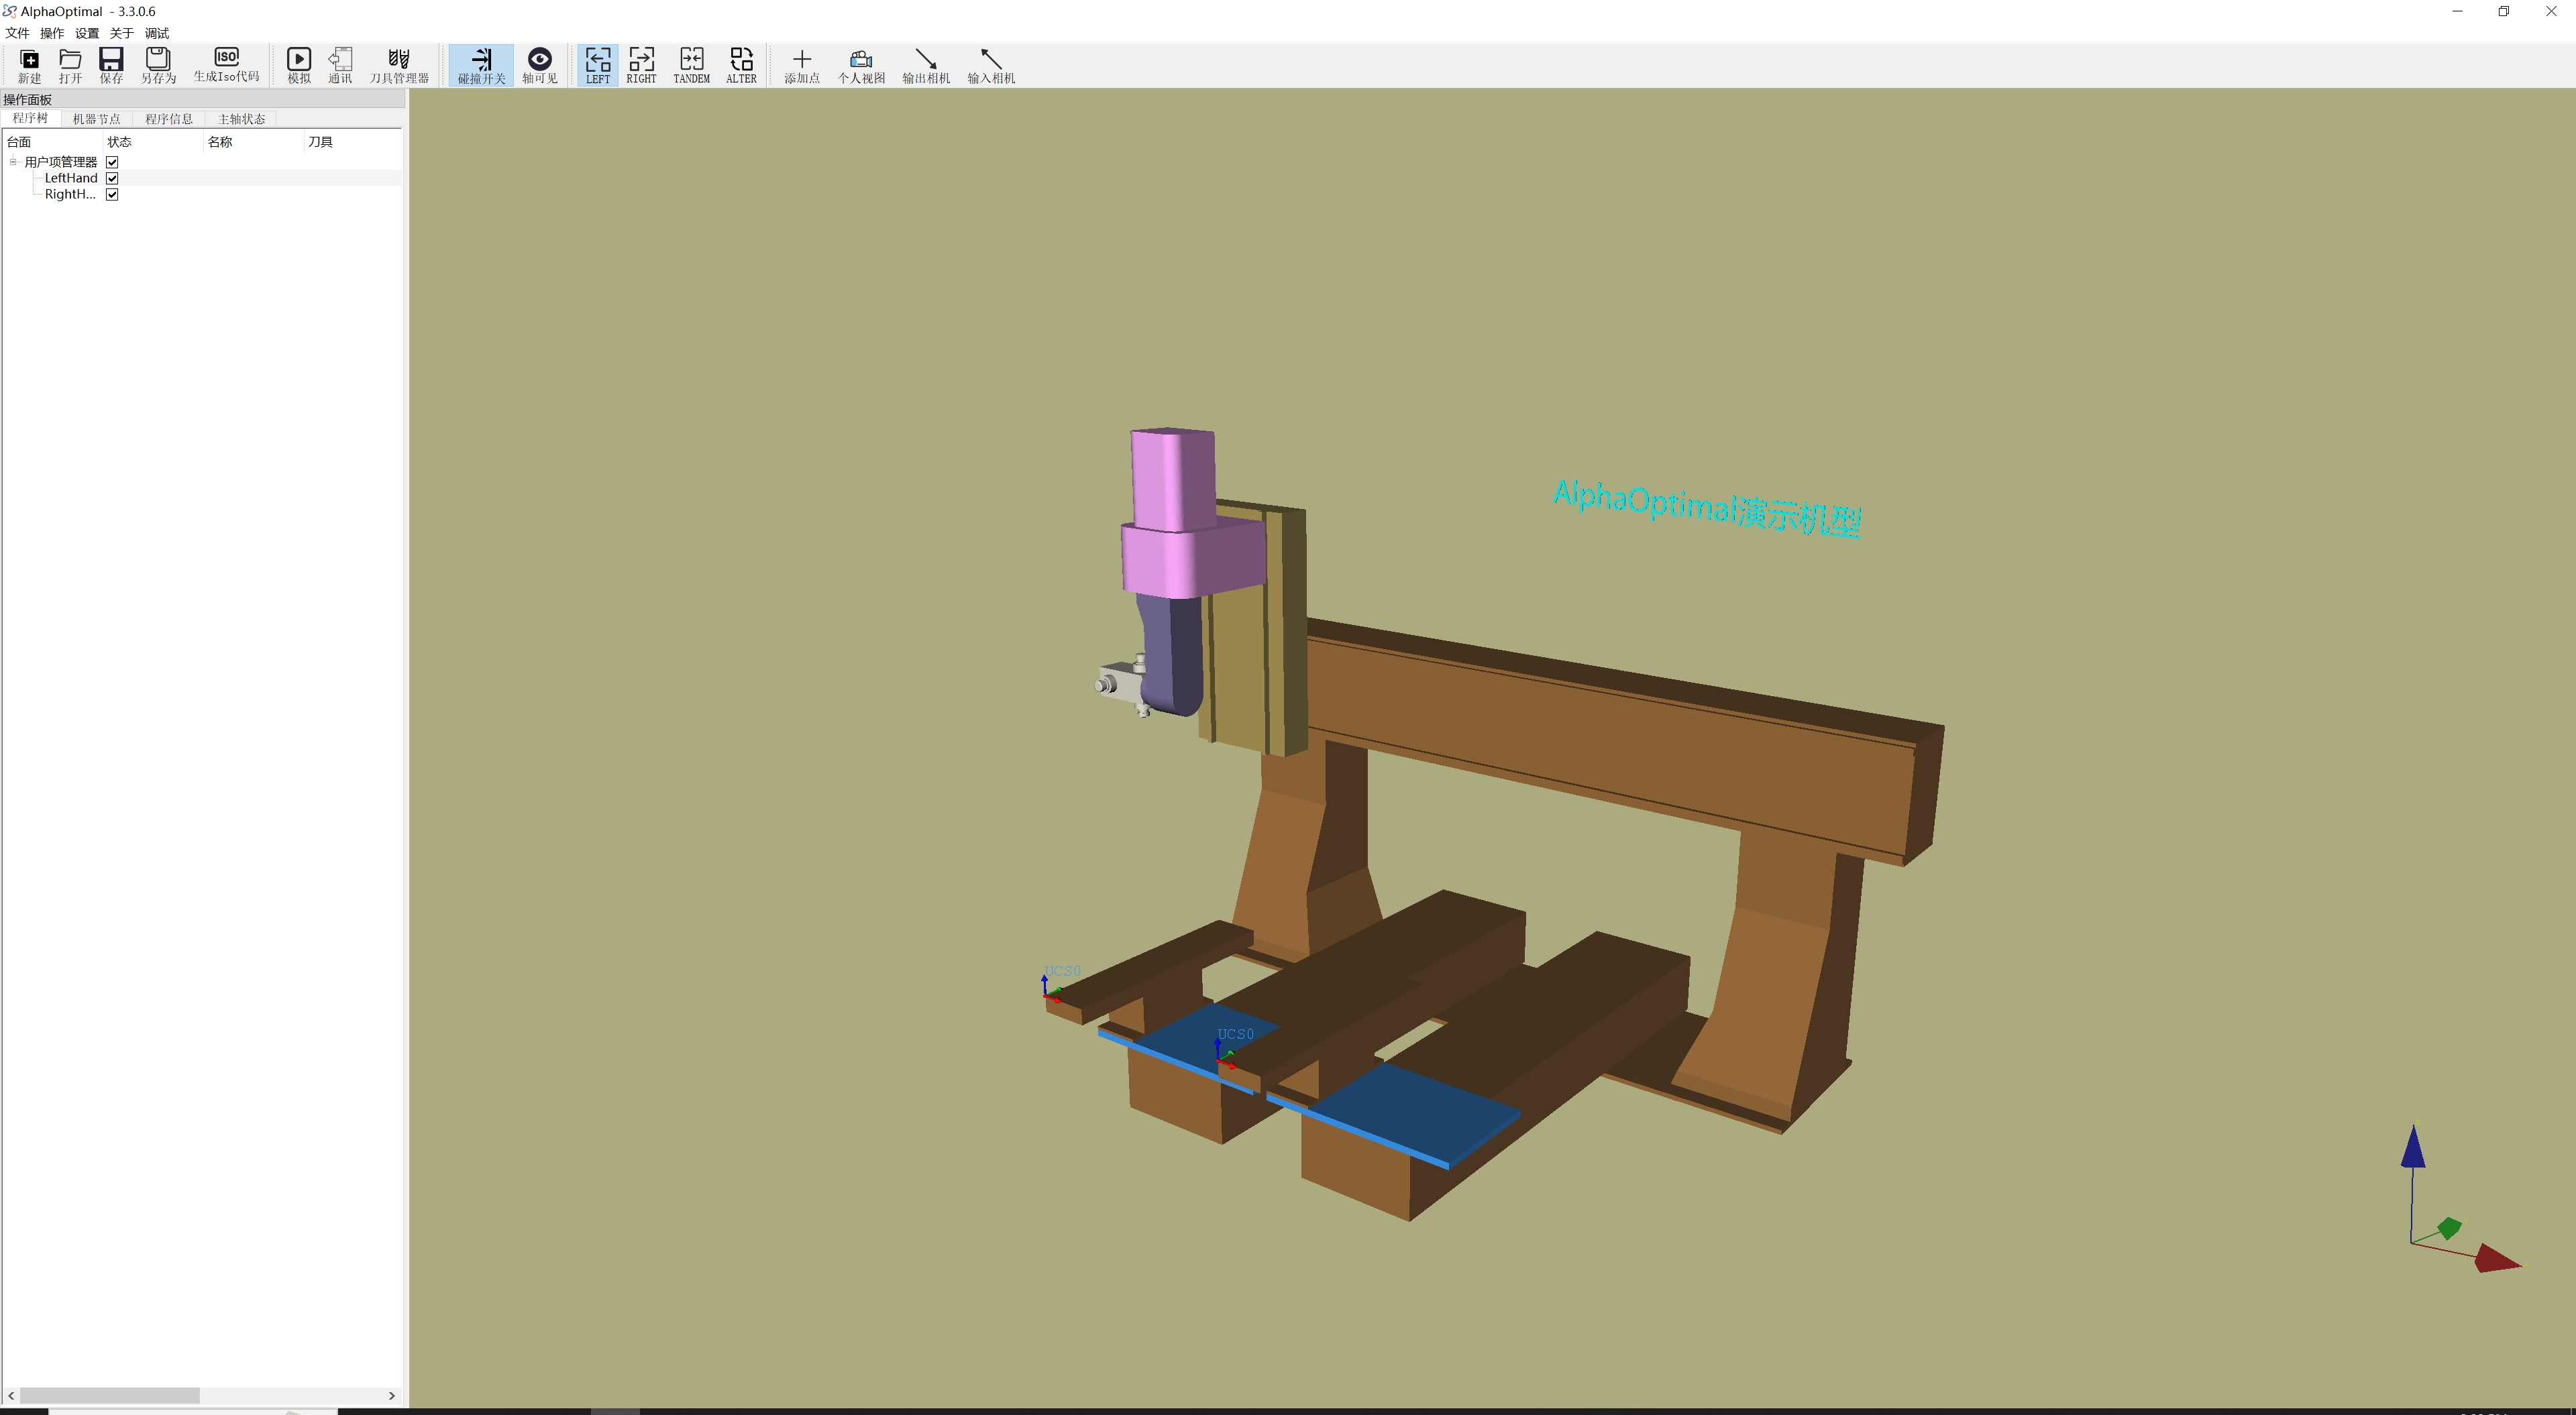 AlphaOptimal - 3.3.0.6
文件 操作 设置 关于 调试
新建 打开 保存 另存为 生成Iso代码 模拟 通讯 刀具管理器 碰撞开关 轴可见 LEFT RIGHT TANDEM ALTER 添加点 个人视图 输出相机 输入相机
ISO
操作面板
程序树 机器节点 程序信息 主轴状态
台面 状态 名称 刀具
用户项管理器
LeftHand
RightH...
AlphaOptimal演示机型
UCS0
UCS0